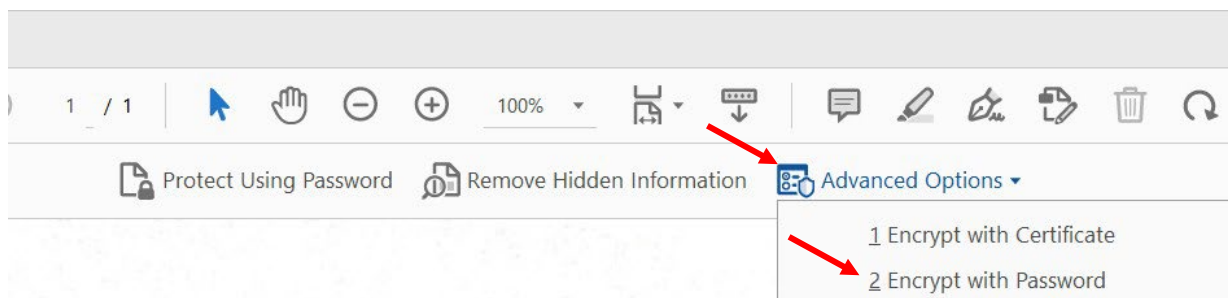 1 / 1 100%
Protect Using Password Remove Hidden Information Advanced Options
1 Encrypt with Certificate
2 Encrypt with Password